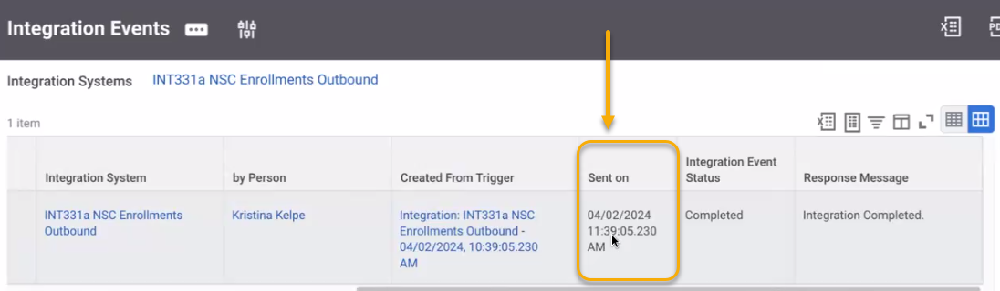 Integration Events
Integration Systems INT331a NSC Enrollments Outbound
1 item
Integration System
by Person
Created From Trigger
Sent on
Integration Event
Status
Response Message
INT331a NSC Enrollments
Outbound
Kristina Kelpe
Integration: INT331a NSC
Enrollments Outbound -
04/02/2024, 10:39:05.230
AM
04/02/2024
11:39:05.230
AM
Completed
Integration Completed.